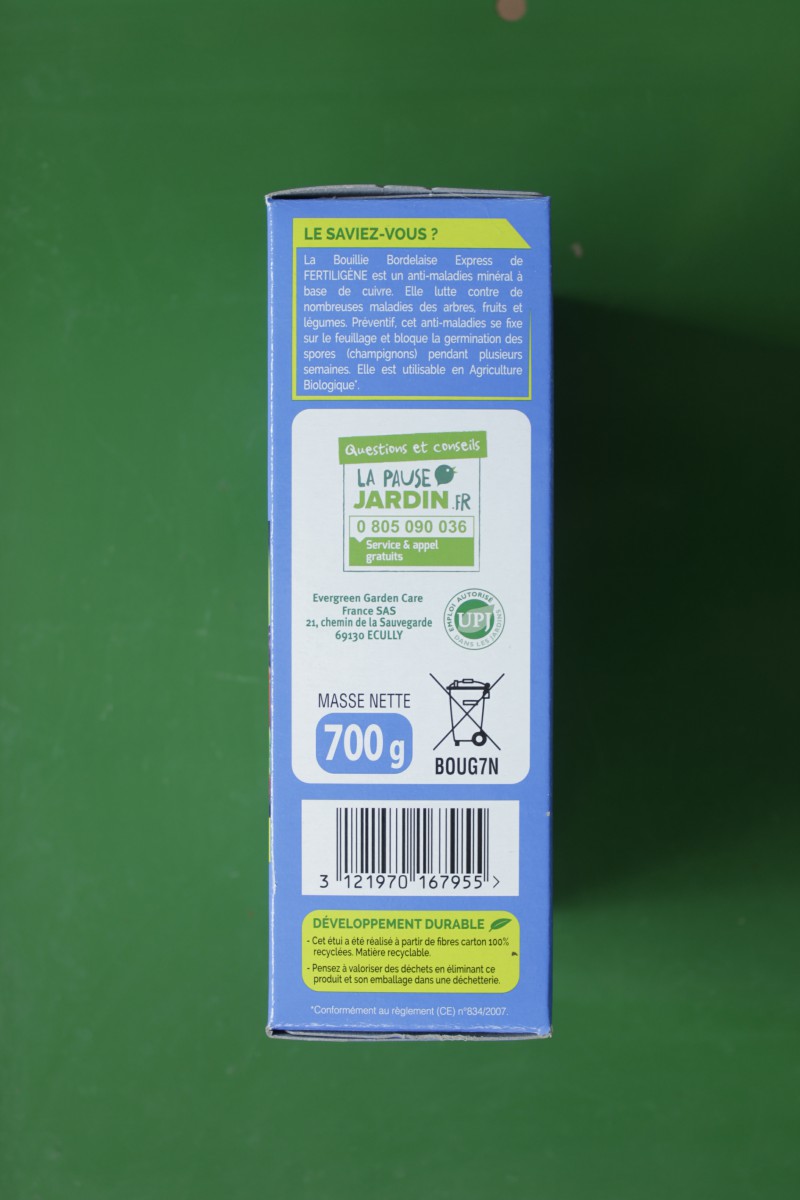 LE SAVIEZ-VOUS ?
La Bouillie Bordelaise Express de
FERTILIGÈNE est un anti-maladies minéral à
base de cuivre. Elle lutte contre de
nombreuses maladies des arbres, fruits et
légumes. Préventif, cet anti-maladies se fixe
sur le feuillage et bloque la germination des
spores (champignons) pendant plusieurs
semaines. Elle est utilisable en Agriculture
Biologique*.
Questions et conseils
LA PAUSE
JARDIN.FR
0 805 090 036
Service & appel
gratuits
Evergreen Garden Care
France SAS
21, chemin de la Sauvegarde
69130 ECULLY
EMPLOI AUTORISÉ
UPJ
DANS LES JARDINS
MASSE NETTE
700 g
BOUG7N
3 121970 167955 >
DÉVELOPPEMENT DURABLE
- Cet étui a été réalisé à partir de fibres carton 100%
recyclées. Matière recyclable.
- Pensez à valoriser des déchets en éliminant ce
produit et son emballage dans une déchetterie.
*Conformément au règlement (CE) n°834/2007.